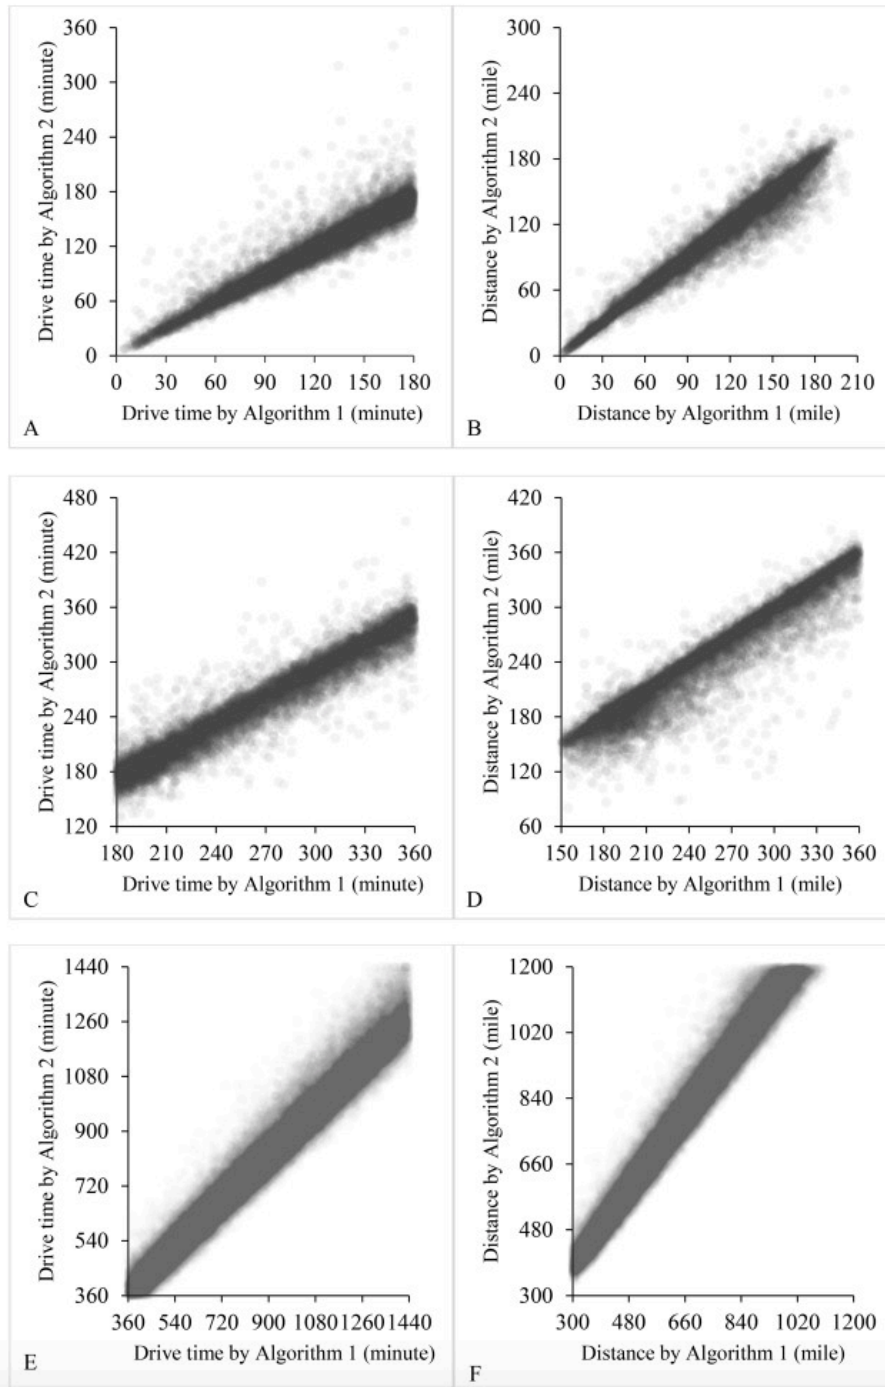 360
300
240
180
120
60
0
Drive time by Algorithm 2 (minute)
0 30 60 90 120 150 180
Drive time by Algorithm 1 (minute)
A
300
240
180
120
60
0
Distance by Algorithm 2 (mile)
0 30 60 90 120 150 180 210
Distance by Algorithm 1 (mile)
B
480
420
360
300
240
180
120
Drive time by Algorithm 2 (minute)
180 210 240 270 300 330 360
Drive time by Algorithm 1 (minute)
C
420
360
300
240
180
120
60
Distance by Algorithm 2 (mile)
150 180 210 240 270 300 330 360
Distance by Algorithm 1 (mile)
D
1440
1260
1080
900
720
540
360
Drive time by Algorithm 2 (minute)
360 540 720 900 1080 1260 1440
Drive time by Algorithm 1 (minute)
E
1200
1020
840
660
480
300
Distance by Algorithm 2 (mile)
300 480 660 840 1020 1200
Distance by Algorithm 1 (mile)
F